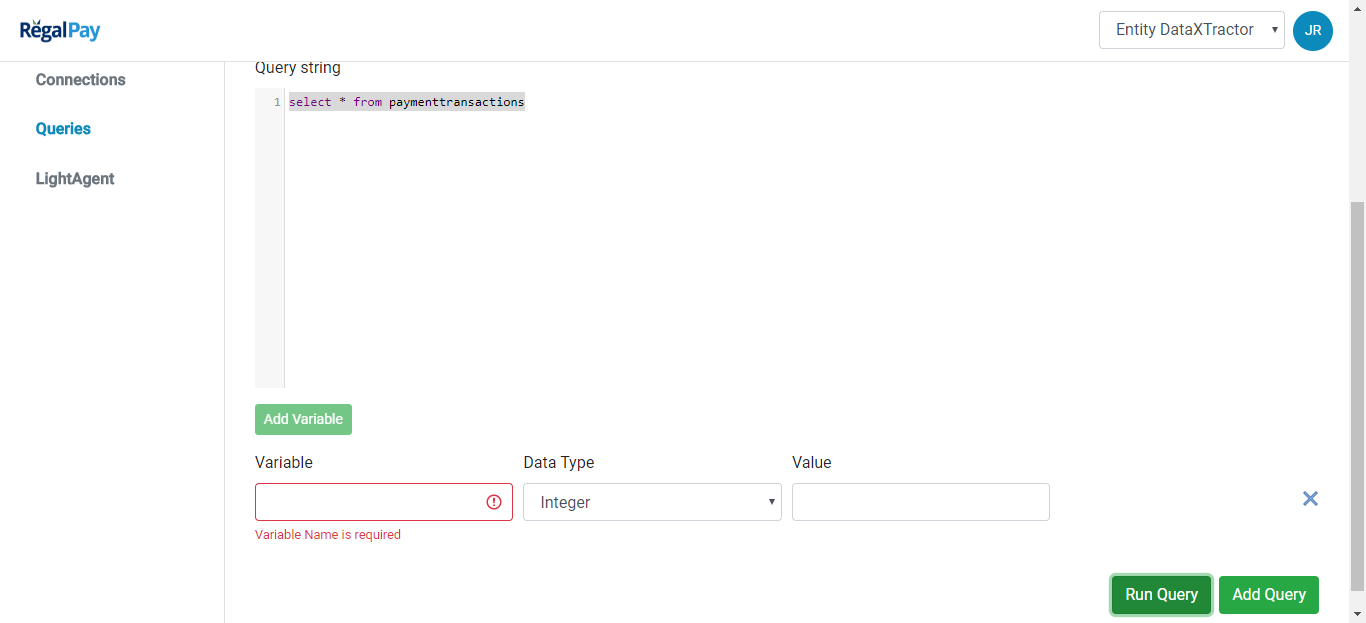 RegalPay
Entity DataXTractor
JR
Connections
Queries
LightAgent
Query string
1 select * from paymenttransactions
Add Variable
Variable Data Type Value
Integer
Variable Name is required
Run Query Add Query